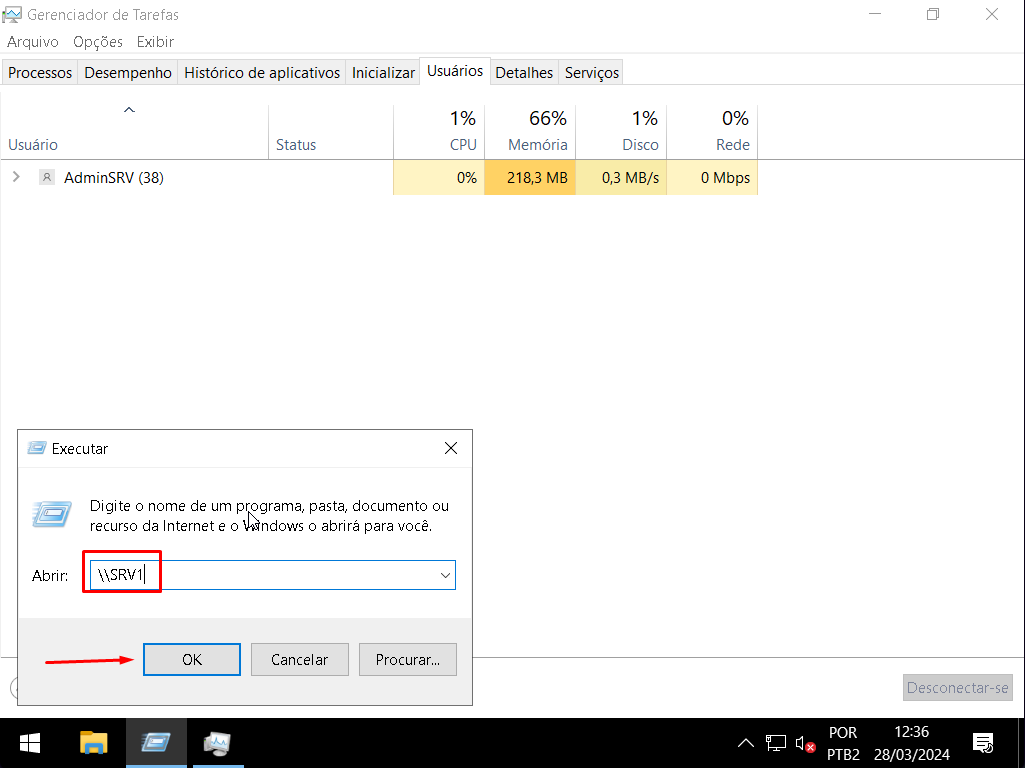 Gerenciador de Tarefas
Arquivo Opções Exibir
Processos Desempenho Histórico de aplicativos Inicializar Usuários Detalhes Serviços
1% 66% 1% 0%
Usuário Status CPU Memória Disco Rede
AdminSRV (38) 0% 218,3 MB 0,3 MB/s 0 Mbps
Executar
Digite o nome de um programa, pasta, documento ou
recurso da Internet e o Windows o abrirá para você.
Abrir: \\SRV1
OK Cancelar Procurar...
Desconectar-se
POR 12:36
PTB2 28/03/2024